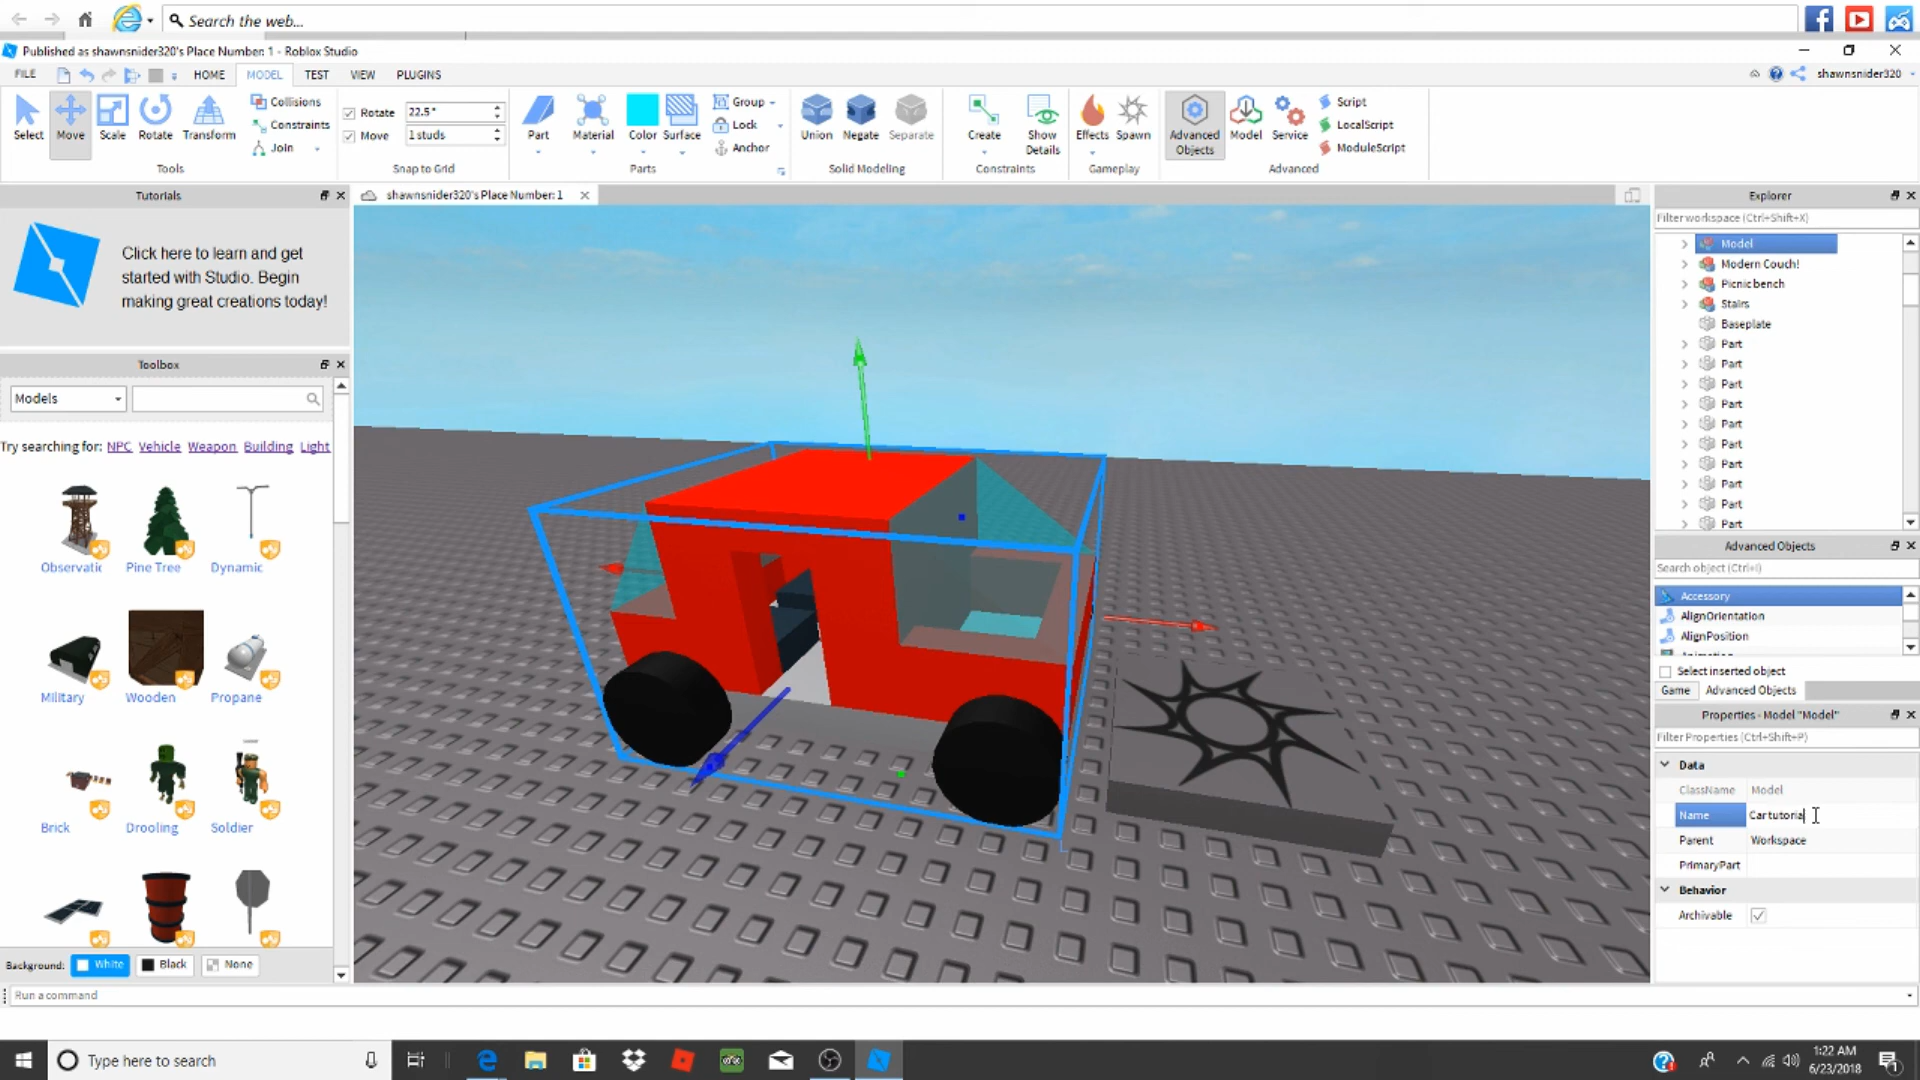 Search the web...
Published as shawnsnider320's Place Number: 1 - Roblox Studio
FILE HOME MODEL TEST VIEW PLUGINS shawnsnider320
Select Move Scale Rotate Transform
Collisions
Constraints
Join
Tools
Rotate 22.5°
Move 1 studs
Snap to Grid
Part Material Color Surface
Group
Lock
Anchor
Parts
Union Negate Separate
Solid Modeling
Create Show Details
Constraints
Effects Spawn
Gameplay
Advanced Objects Model Service
Script
LocalScript
ModuleScript
Advanced
Tutorials
Click here to learn and get
started with Studio. Begin
making great creations today!
Toolbox
Models
Try searching for: NPC Vehicle Weapon Building Light
Observatic Pine Tree Dynamic
Military Wooden Propane
Brick Drooling Soldier
Background: White Black None
shawnsnider320's Place Number: 1
Explorer
Filter workspace (Ctrl+Shift+X)
Model
Modern Couch!
Picnic bench
Stairs
Baseplate
Part
Part
Part
Part
Part
Part
Part
Part
Part
Part
Advanced Objects
Search object (Ctrl+I)
Accessory
AlignOrientation
AlignPosition
Select inserted object
Game Advanced Objects
Properties - Model "Model"
Filter Properties (Ctrl+Shift+P)
Data
ClassName Model
Name Car tutorial
Parent Workspace
PrimaryPart
Behavior
Archivable
Run a command
Type here to search
1:22 AM
6/23/2018